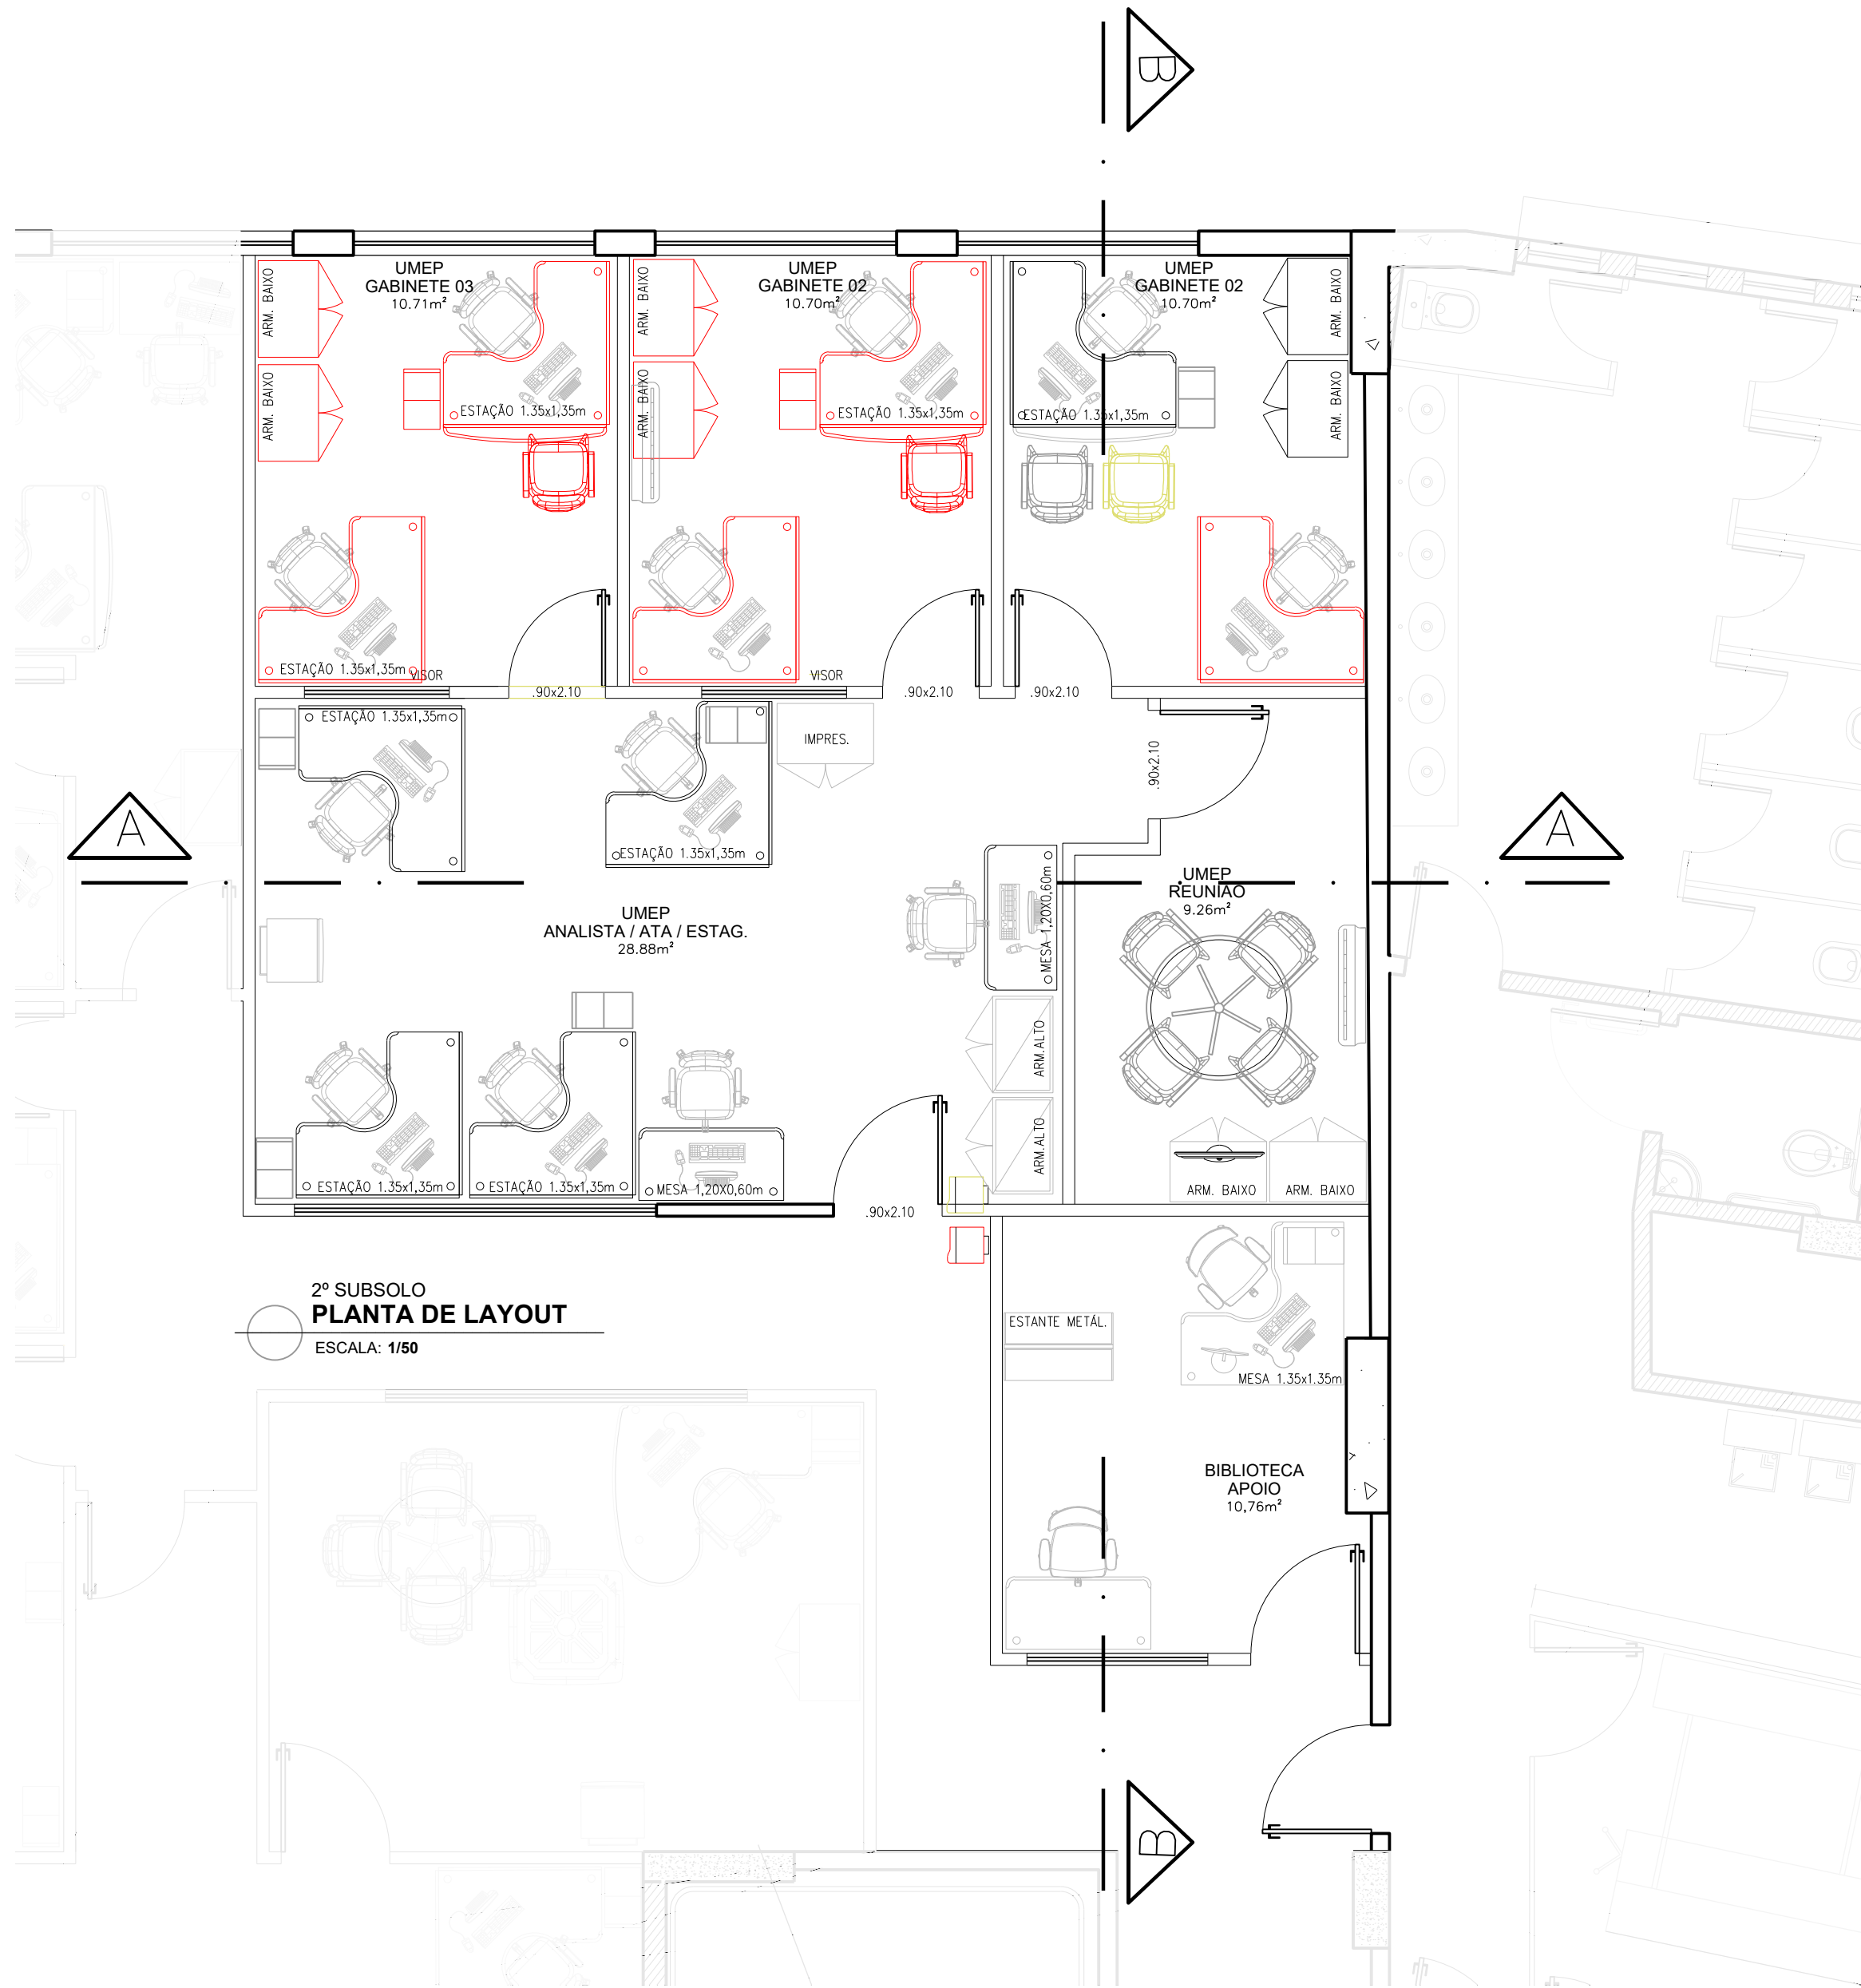 B
UMEP
GABINETE 03
10.71m²
UMEP
GABINETE 02
10.70m²
UMEP
GABINETE 02
10.70m²
ARM. BAIXO
ARM. BAIXO
ARM. BAIXO
ARM. BAIXO
ARM. BAIXO
ARM. BAIXO
ESTAÇÃO 1.35x1,35m
ESTAÇÃO 1.35x1,35m
ESTAÇÃO 1.35x1,35m
ESTAÇÃO 1.35x1,35m
VISOR
VISOR
.90x2.10
.90x2.10
.90x2.10
ESTAÇÃO 1.35x1,35m
IMPRES.
.90x2.10
ESTAÇÃO 1.35x1,35m
A
A
UMEP
ANALISTA / ATA / ESTAG.
28.88m²
MESA 1,20X0,60m
UMEP
REUNIÃO
9.26m²
ARM.ALTO
ARM.ALTO
ESTAÇÃO 1.35x1,35m
ESTAÇÃO 1.35x1,35m
MESA 1,20X0,60m
ARM. BAIXO
ARM. BAIXO
.90x2.10
2º SUBSOLO
PLANTA DE LAYOUT
ESCALA: 1/50
ESTANTE METÁL.
MESA 1.35x1.35m
BIBLIOTECA
APOIO
10,76m²
B